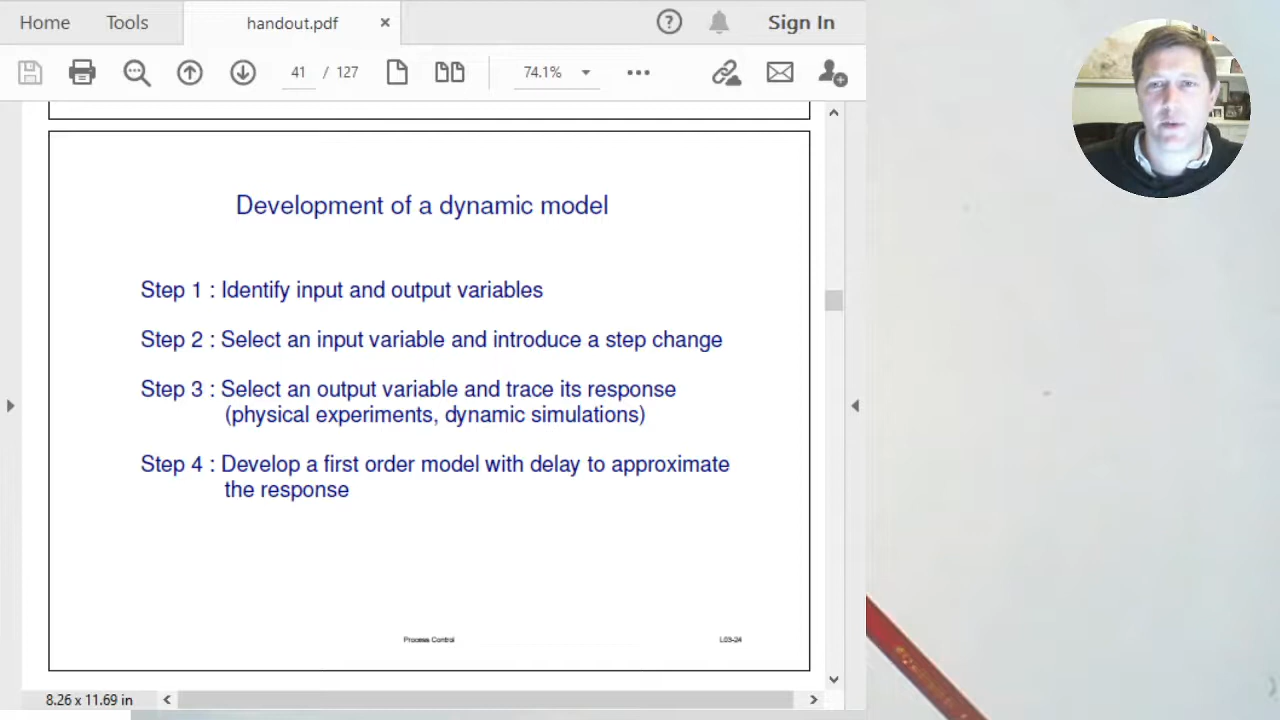 Home Tools handout.pdf × Sign In
41 / 127 74.1%
Development of a dynamic model
Step 1 : Identify input and output variables
Step 2 : Select an input variable and introduce a step change
Step 3 : Select an output variable and trace its response
(physical experiments, dynamic simulations)
Step 4 : Develop a first order model with delay to approximate
the response
Process Control L03-24
8.26 x 11.69 in